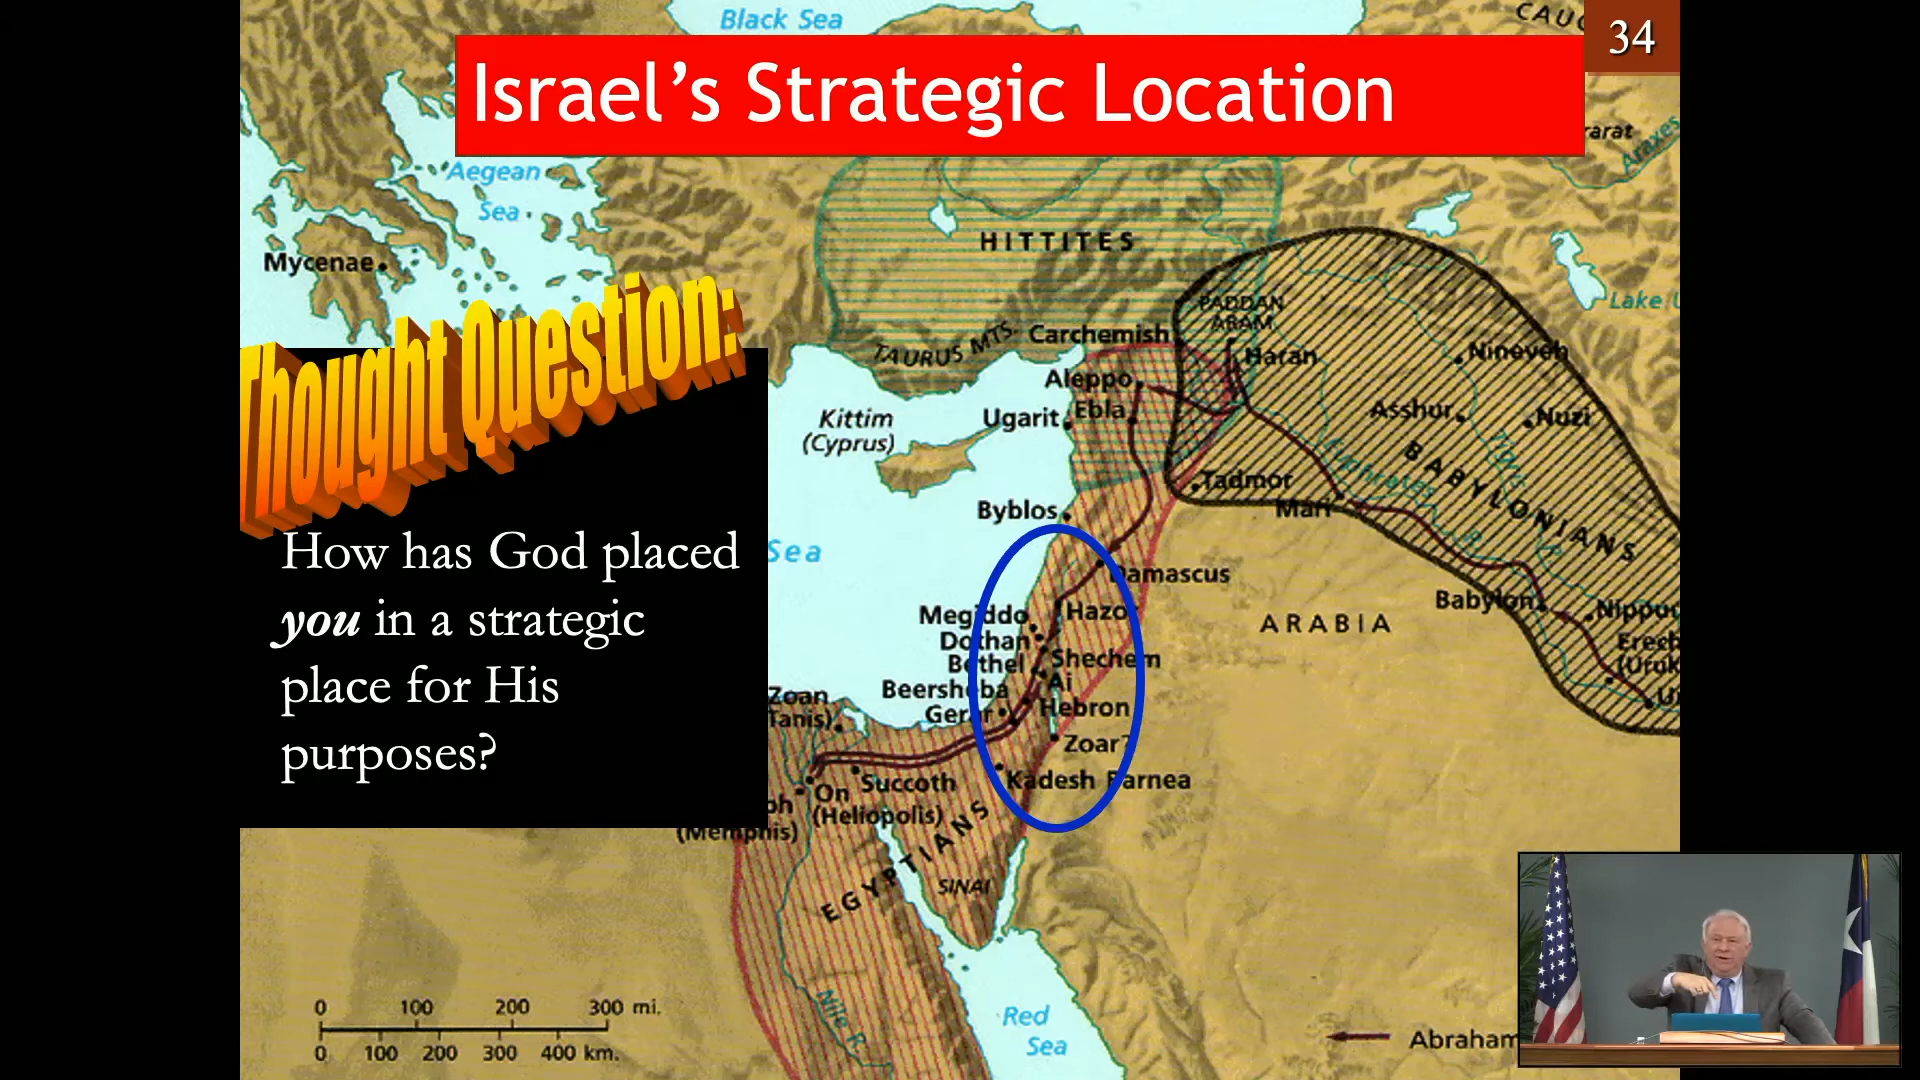 Black Sea
34
Israel's Strategic Location
Aegean
Sea
Araxes
HITTITES
Mycenae
Thought Question:
PADDAN
ARAM
TAURUS MTS.
Carchemish
Haran
Nineveh
Lake
Aleppo
Ugarit
Ebla
Asshur
Nuzi
Kittim
(Cyprus)
Tigris
Euphrates R.
BABYLONIANS
Tadmor
Mari
Byblos
How has God placed
you in a strategic
place for His
purposes?
Sea
Damascus
Megiddo
Hazor
ARABIA
Babylon
Nippur
Dothan
Bethel
Shechem
Erech
(Uruk
Ai
Beersheba
Zoan
Tanis)
Gerar
Hebron
Zoar?
Kadesh Barnea
Succoth
On
(Heliopolis)
(Memphis)
EGYPTIANS
SINAI
Nile R.
Red
Sea
0 100 200 300 mi.
0 100 200 300 400 km.
Abraham